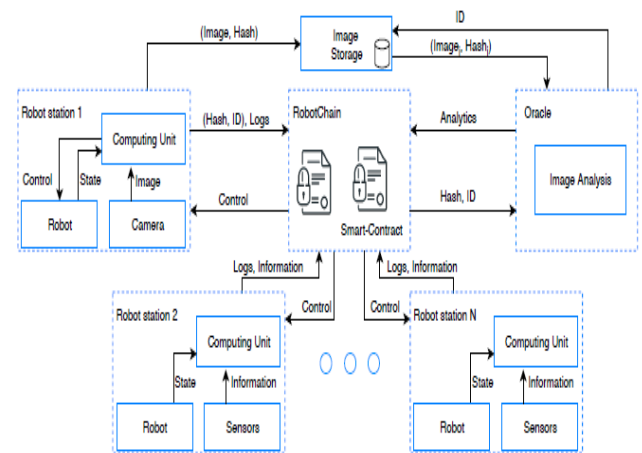 ID
(Image, Hash)
Image
Storage
(Imageⱼ, Hashⱼ)
Robot station 1
Computing Unit
Control
State
Image
Robot
Camera
(Hash, ID), Logs
Control
RobotChain
Smart-Contract
Analytics
Hash, ID
Oracle
Image Analysis
Logs, Information
Control
Logs, Information
Control
Robot station 2
Computing Unit
State
Information
Robot
Sensors
Robot station N
Computing Unit
State
Information
Robot
Sensors